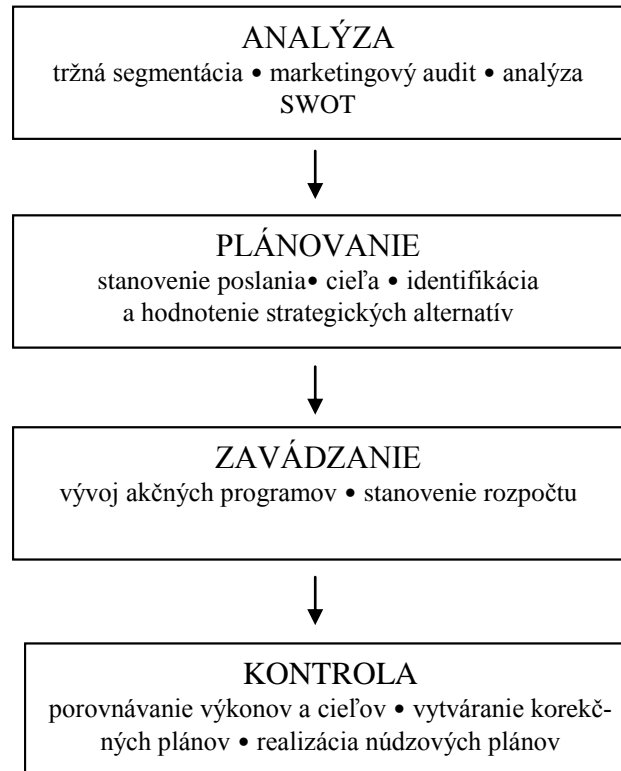 ANALÝZA
tržná segmentácia • marketingový audit • analýza
SWOT
PLÁNOVANIE
stanovenie poslania• cieľa • identifikácia
a hodnotenie strategických alternatív
ZAVÁDZANIE
vývoj akčných programov • stanovenie rozpočtu
KONTROLA
porovnávanie výkonov a cieľov • vytváranie korekč-
ných plánov • realizácia núdzových plánov